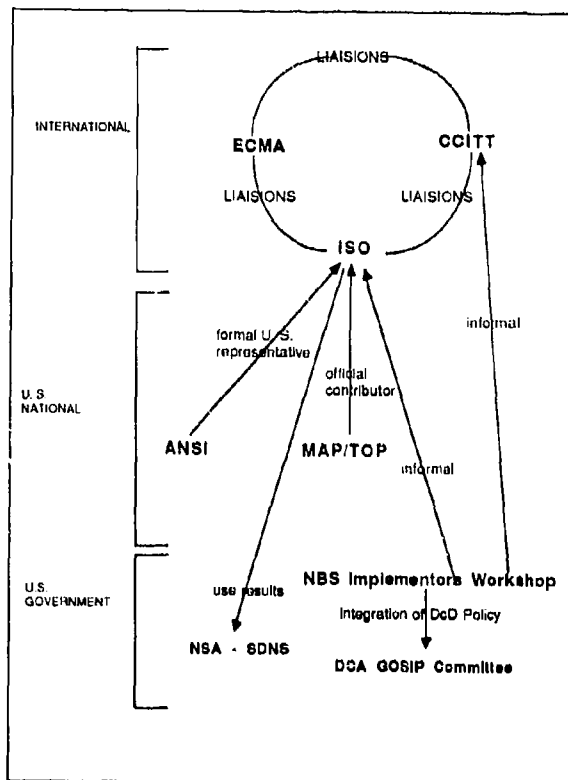 LIAISIONS
INTERNATIONAL
ECMA
CCITT
LIAISIONS
LIAISIONS
ISO
formal U. S.
representative
informal
official
contributor
U. S.
NATIONAL
ANSI
MAP/TOP
informal
U.S.
GOVERNMENT
use results
NBS Implementors Workshop
Integration of DoD Policy
NSA - SDNS
DCA GOSIP Committee